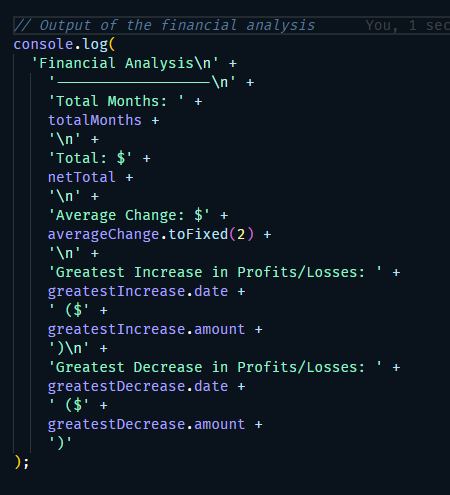 // Output of the financial analysis You, 1 sec
console.log(
'Financial Analysis\n' +
'------------------\n' +
'Total Months: ' +
totalMonths +
'\n' +
'Total: $' +
netTotal +
'\n' +
'Average Change: $' +
averageChange.toFixed(2) +
'\n' +
'Greatest Increase in Profits/Losses: ' +
greatestIncrease.date +
' ($' +
greatestIncrease.amount +
')\n' +
'Greatest Decrease in Profits/Losses: ' +
greatestDecrease.date +
' ($' +
greatestDecrease.amount +
')'
);